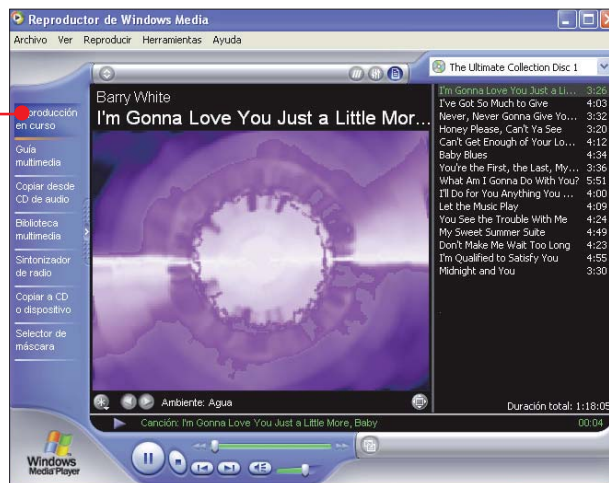 Reproductor de Windows Media
Archivo Ver Reproducir Herramientas Ayuda
The Ultimate Collection Disc 1
en curso
Guía
multimedia
Copiar desde
CD de audio
Biblioteca
multimedia
Sintonizador
de radio
Copiar a CD
o dispositivo
Selector de
máscara
Barry White
I'm Gonna Love You Just a Little Mor...
I'm Gonna Love You Just a Li... 3:26
I've Got So Much to Give 4:03
Never, Never Gonna Give Yo... 3:32
Honey Please, Can't Ya See 3:20
Can't Get Enough of Your Lo... 4:12
Baby Blues 4:34
You're the First, the Last, My... 3:36
What Am I Gonna Do With You? 5:51
I'll Do for You Anything You ... 4:00
Let the Music Play 4:09
You See the Trouble With Me 4:24
My Sweet Summer Suite 4:49
Don't Make Me Wait Too Long 4:23
I'm Qualified to Satisfy You 4:55
Midnight and You 3:30
Ambiente: Agua
Duración total: 1:18:05
Canción: I'm Gonna Love You Just a Little More, Baby 00:04
Windows
Media Player